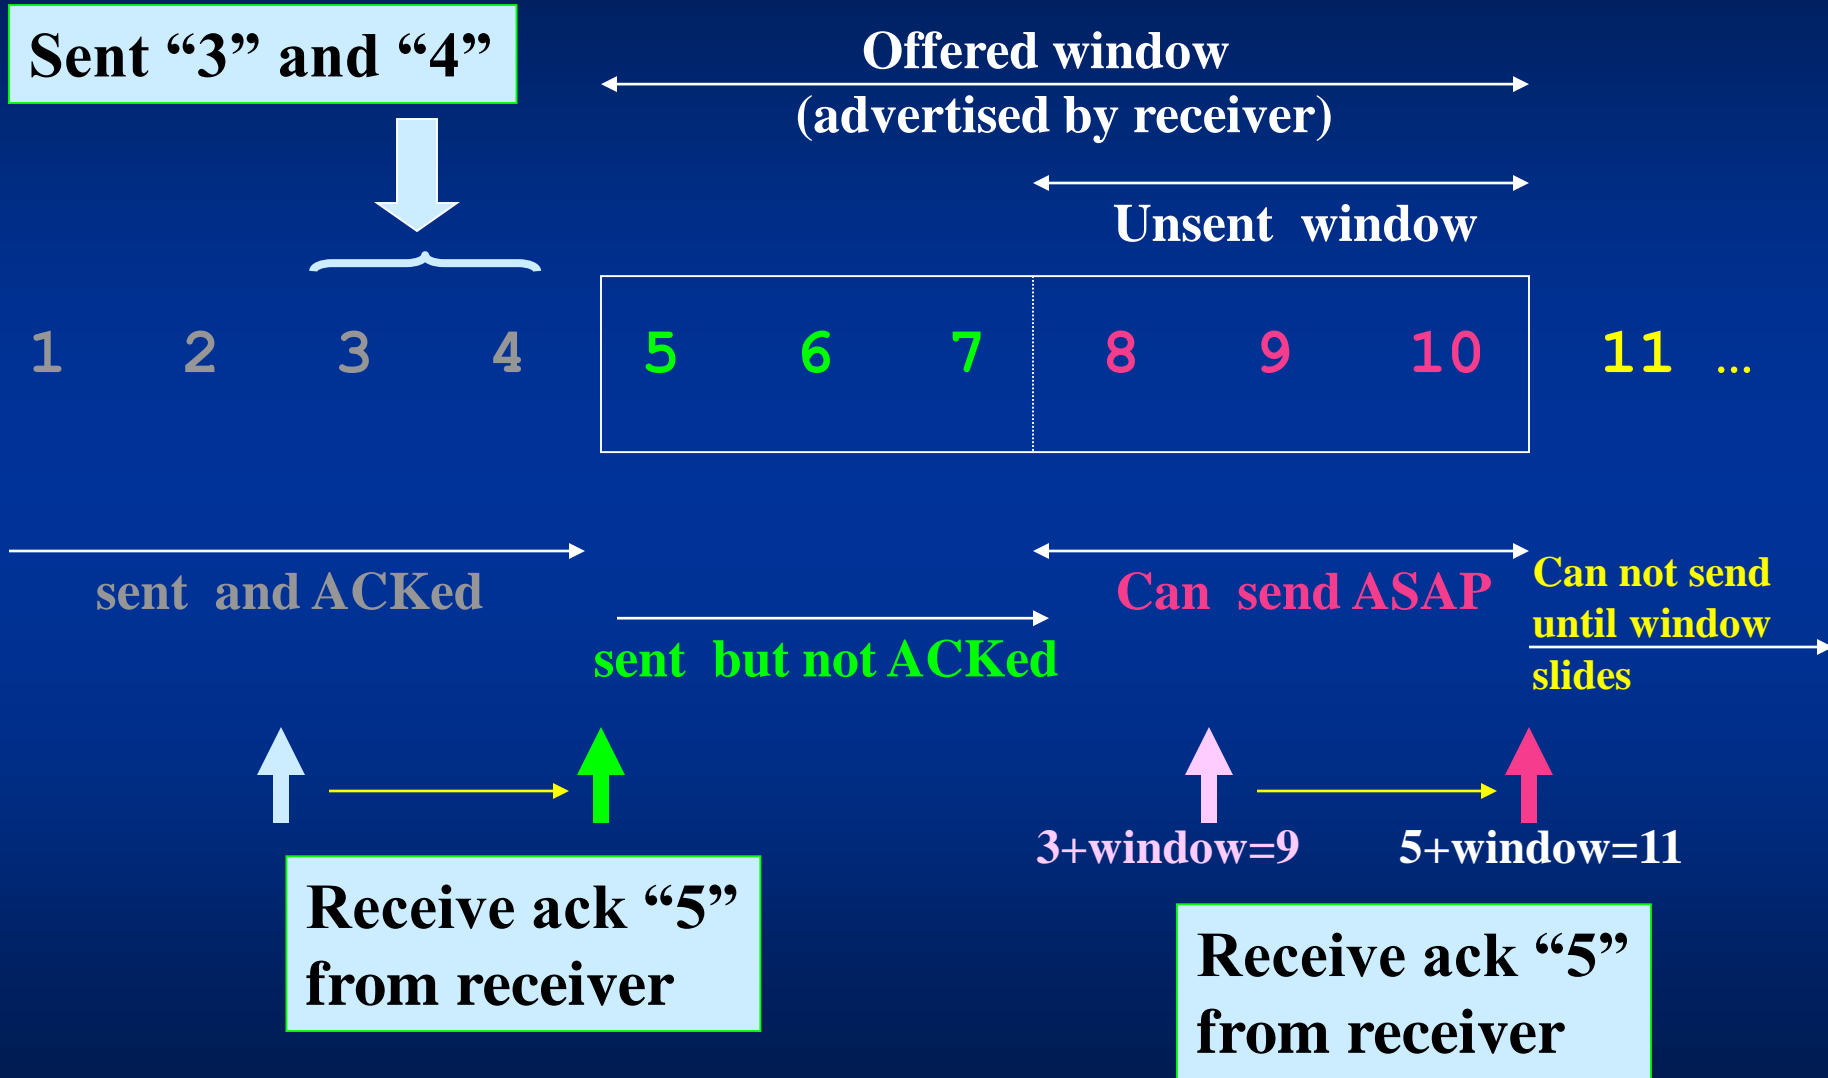 Sent “3” and “4”
Offered window
(advertised by receiver)
Unsent window
1 2 3 4 5 6 7 8 9 10 11 ...
sent and ACKed
sent but not ACKed
Can send ASAP
Can not send
until window
slides
3+window=9
5+window=11
Receive ack “5”
from receiver
Receive ack “5”
from receiver